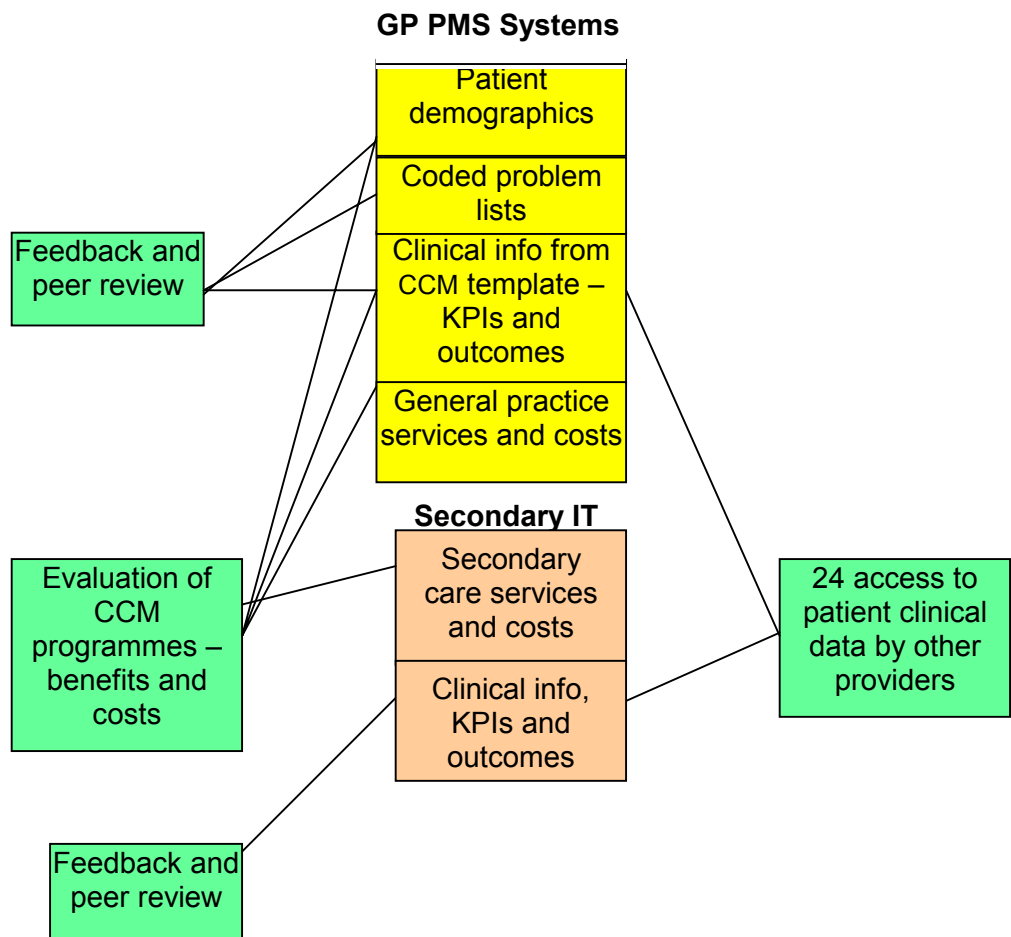 GP PMS Systems
Patient
demographics
Coded problem
lists
Clinical info from
CCM template –
KPIs and
outcomes
General practice
services and costs
Feedback and
peer review
Secondary IT
Secondary
care services
and costs
Clinical info,
KPIs and
outcomes
Evaluation of
CCM
programmes –
benefits and
costs
24 access to
patient clinical
data by other
providers
Feedback and
peer review